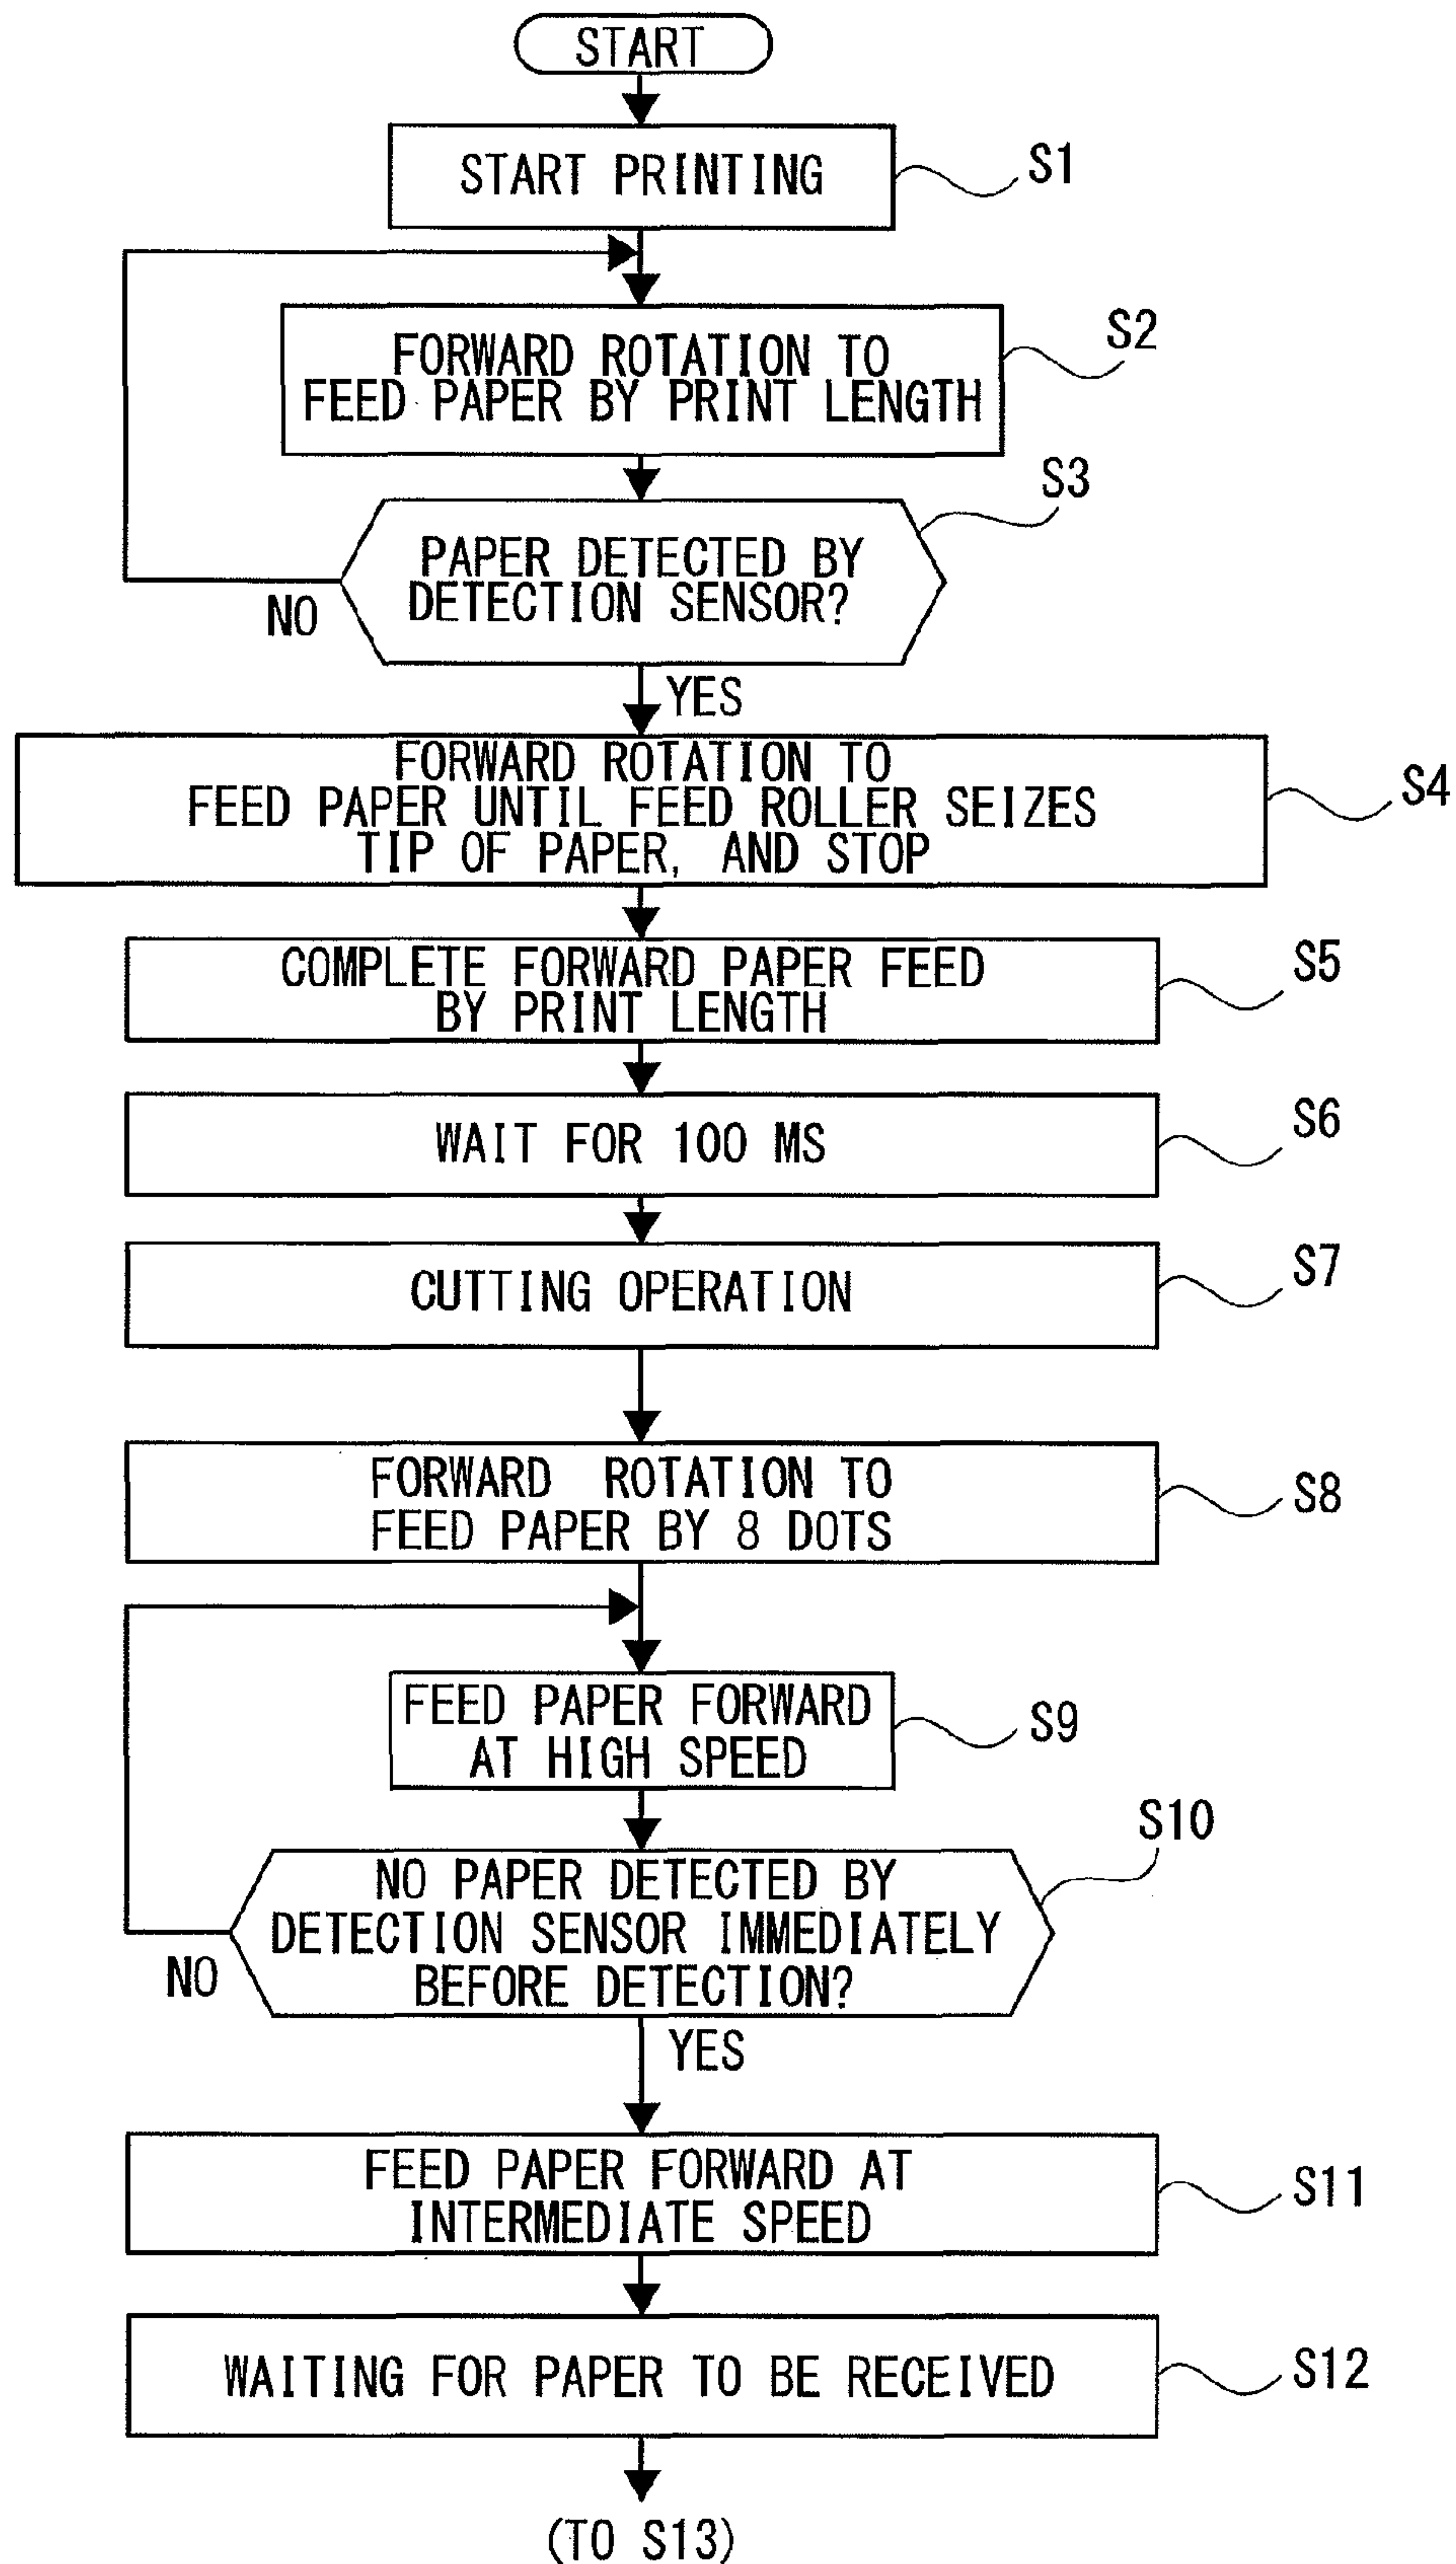 START
START PRINTING
S1
FORWARD ROTATION TO
FEED PAPER BY PRINT LENGTH
S2
PAPER DETECTED BY
DETECTION SENSOR?
S3
NO
YES
FORWARD ROTATION TO
FEED PAPER UNTIL FEED ROLLER SEIZES
TIP OF PAPER, AND STOP
S4
COMPLETE FORWARD PAPER FEED
BY PRINT LENGTH
S5
WAIT FOR 100 MS
S6
CUTTING OPERATION
S7
FORWARD ROTATION TO
FEED PAPER BY 8 DOTS
S8
FEED PAPER FORWARD
AT HIGH SPEED
S9
NO PAPER DETECTED BY
DETECTION SENSOR IMMEDIATELY
BEFORE DETECTION?
S10
NO
YES
FEED PAPER FORWARD AT
INTERMEDIATE SPEED
S11
WAITING FOR PAPER TO BE RECEIVED
S12
(TO S13)